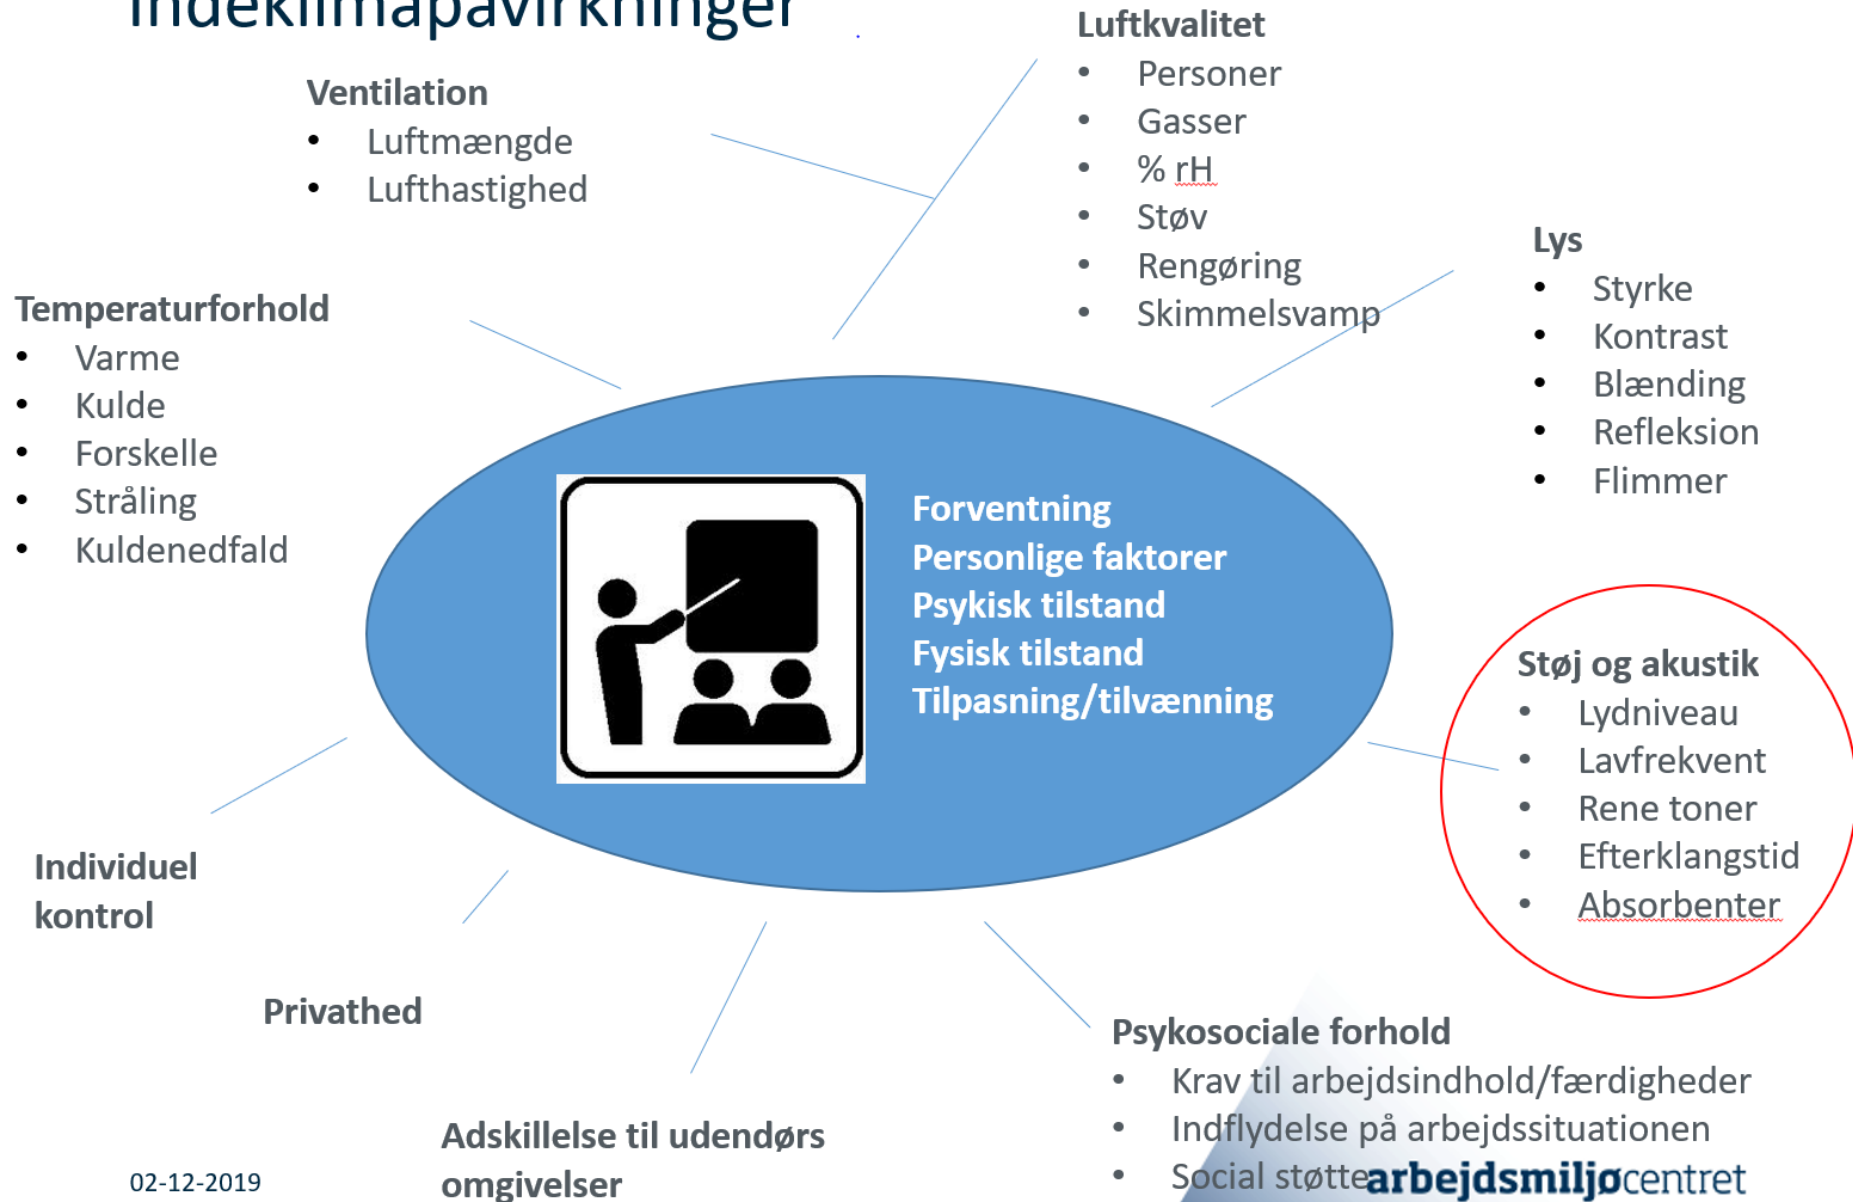 Indeklimapåvirkninger
Ventilation
• Luftmængde
• Lufthastighed
Luftkvalitet
• Personer
• Gasser
• % rH
• Støv
• Rengøring
• Skimmelsvamp
Lys
• Styrke
• Kontrast
• Blænding
• Refleksion
• Flimmer
Temperaturforhold
• Varme
• Kulde
• Forskelle
• Stråling
• Kuldenedfald
Forventning
Personlige faktorer
Psykisk tilstand
Fysisk tilstand
Tilpasning/tilvænning
Støj og akustik
• Lydniveau
• Lavfrekvent
• Rene toner
• Efterklangstid
• Absorbenter
Individuel
kontrol
Privathed
Adskillelse til udendørs
omgivelser
Psykosociale forhold
• Krav til arbejdsindhold/færdigheder
• Indflydelse på arbejdssituationen
• Social støtte
02-12-2019
arbejdsmiljøcentret